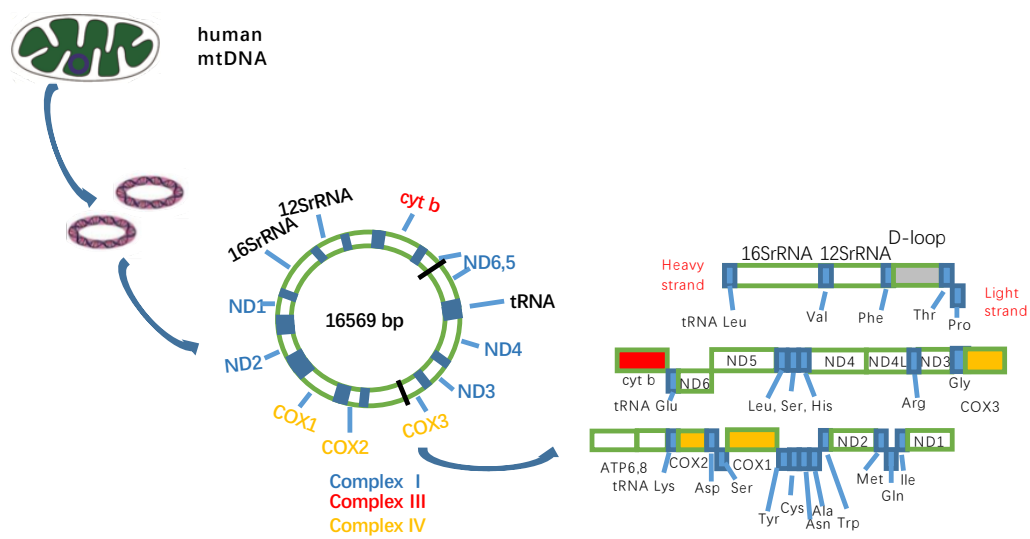 human
mtDNA
12SrRNA
cyt b
16SrRNA
ND6,5
ND1
tRNA
16569 bp
ND2
ND4
ND3
COX1
COX2
COX3
Complex I
Complex III
Complex IV
D-loop
16SrRNA 12SrRNA
Heavy
strand
Light
strand
tRNA Leu
Val
Phe
Thr
Pro
ND5
ND4
ND4L
ND3
cyt b
ND6
Gly
tRNA Glu
Leu, Ser, His
Arg
COX3
ND2
ND1
ATP6,8
COX2
COX1
tRNA Lys
Asp
Ser
Met
Ile
Gln
Cys
Ala
Tyr
Asn
Trp